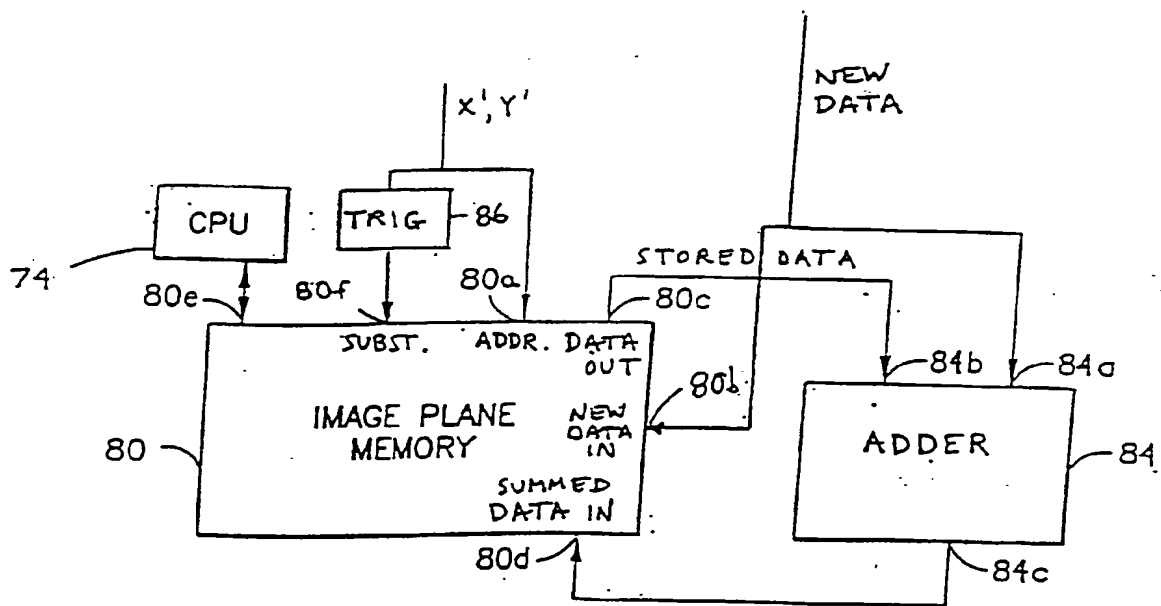 NEW
DATA
X', Y'
CPU
TRIG
86
74
STORED DATA
80e
80f
80a
80c
SUBST.
ADDR.
DATA
OUT
84b
84a
80b
IMAGE PLANE
MEMORY
NEW
DATA
IN
ADDER
80
84
SUMMED
DATA IN
80d
84c